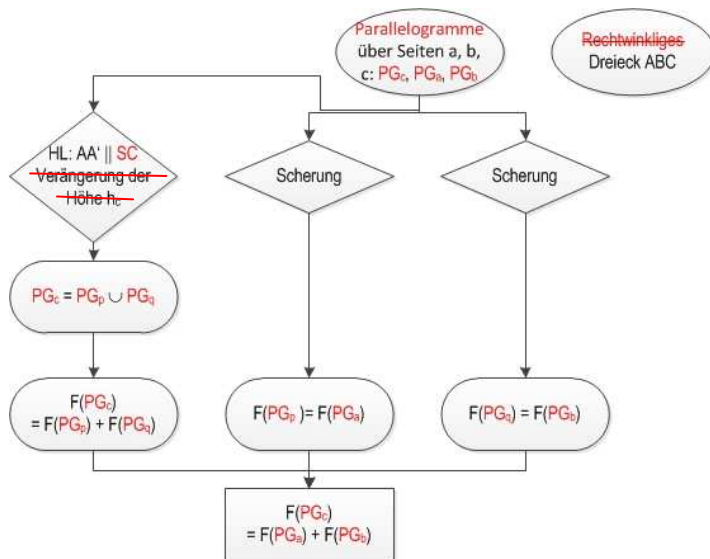 Parallelogramme
über Seiten a, b,
c: PGc, PGa, PGb
Rechtwinkliges
Dreieck ABC
HL: AA' || SC
Verängerung der
Höhe hc
Scherung
Scherung
PGc = PGp ∪ PGq
F(PGc)
= F(PGp) + F(PGq)
F(PGp )= F(PGa)
F(PGq) = F(PGb)
F(PGc)
= F(PGa) + F(PGb)